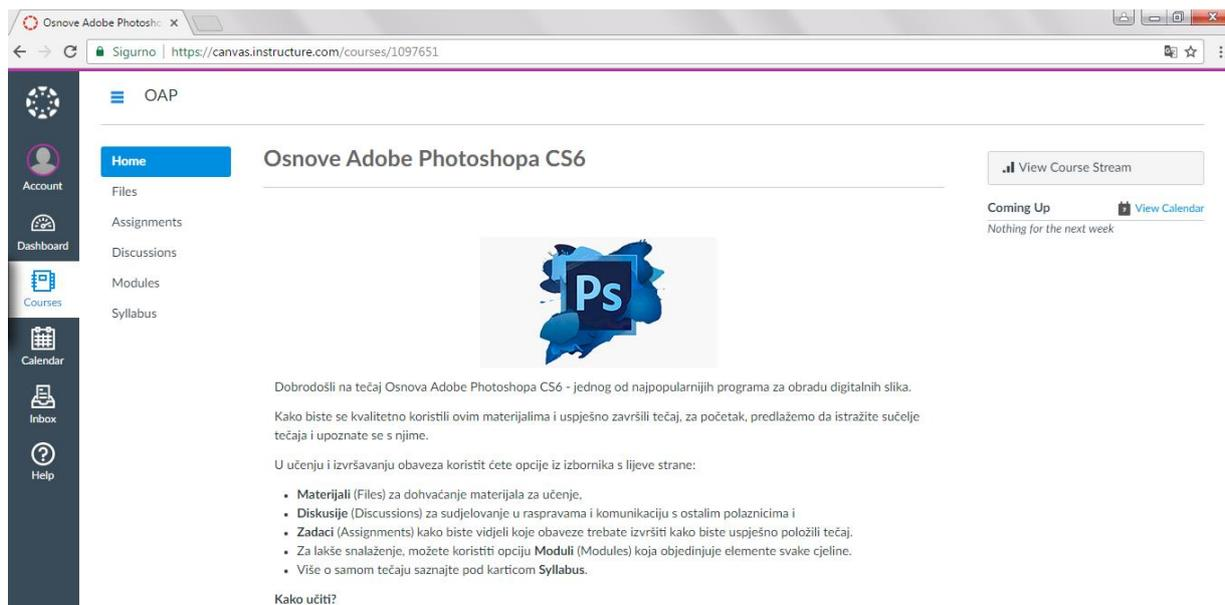 Osnove Adobe Photosho
Sigurno | https://canvas.instructure.com/courses/1097651
OAP
Account
Dashboard
Courses
Calendar
Inbox
Help
Home
Files
Assignments
Discussions
Modules
Syllabus
Osnove Adobe Photoshopa CS6
Ps
Dobrodošli na tečaj Osnova Adobe Photoshopa CS6 - jednog od najpopularnijih programa za obradu digitalnih slika.
Kako biste se kvalitetno koristili ovim materijalima i uspješno završili tečaj, za početak, predlažemo da istražite sučelje
tečaja i upoznate se s njime.
U učenju i izvršavanju obaveza koristit ćete opcije iz izbornika s lijeve strane:
• Materijali (Files) za dohvaćanje materijala za učenje,
• Diskusije (Discussions) za sudjelovanje u raspravama i komunikaciju s ostalim polaznicima i
• Zadaci (Assignments) kako biste vidjeli koje obaveze trebate izvršiti kako biste uspješno položili tečaj.
• Za lakše snalaženje, možete koristiti opciju Moduli (Modules) koja objedinjuje elemente svake cjeline.
• Više o samom tečaju saznajte pod karticom Syllabus.
Kako učiti?
View Course Stream
Coming Up View Calendar
Nothing for the next week